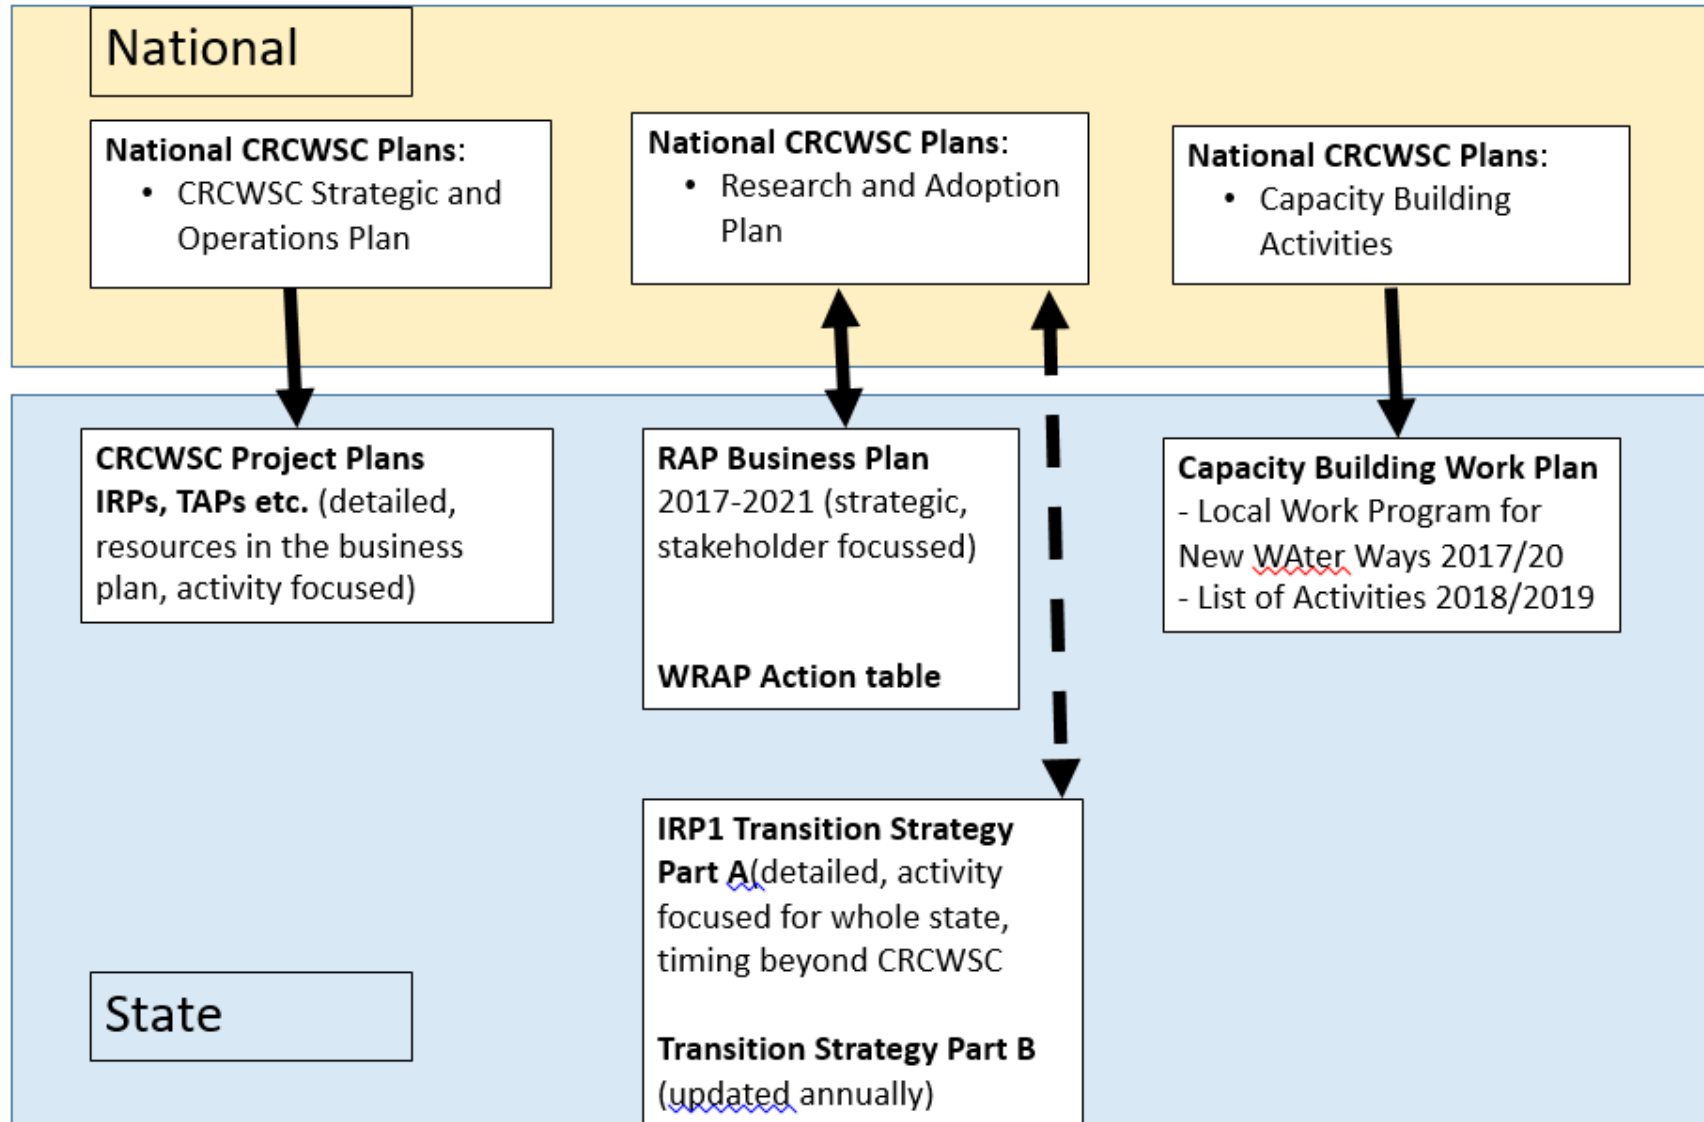 National
National CRCWSC Plans:
• CRCWSC Strategic and
Operations Plan
National CRCWSC Plans:
• Research and Adoption
Plan
National CRCWSC Plans:
• Capacity Building
Activities
CRCWSC Project Plans
IRPs, TAPs etc. (detailed,
resources in the business
plan, activity focused)
RAP Business Plan
2017-2021 (strategic,
stakeholder focussed)
WRAP Action table
Capacity Building Work Plan
- Local Work Program for
New WAter Ways 2017/20
- List of Activities 2018/2019
IRP1 Transition Strategy
Part A(detailed, activity
focused for whole state,
timing beyond CRCWSC
Transition Strategy Part B
(updated annually)
State